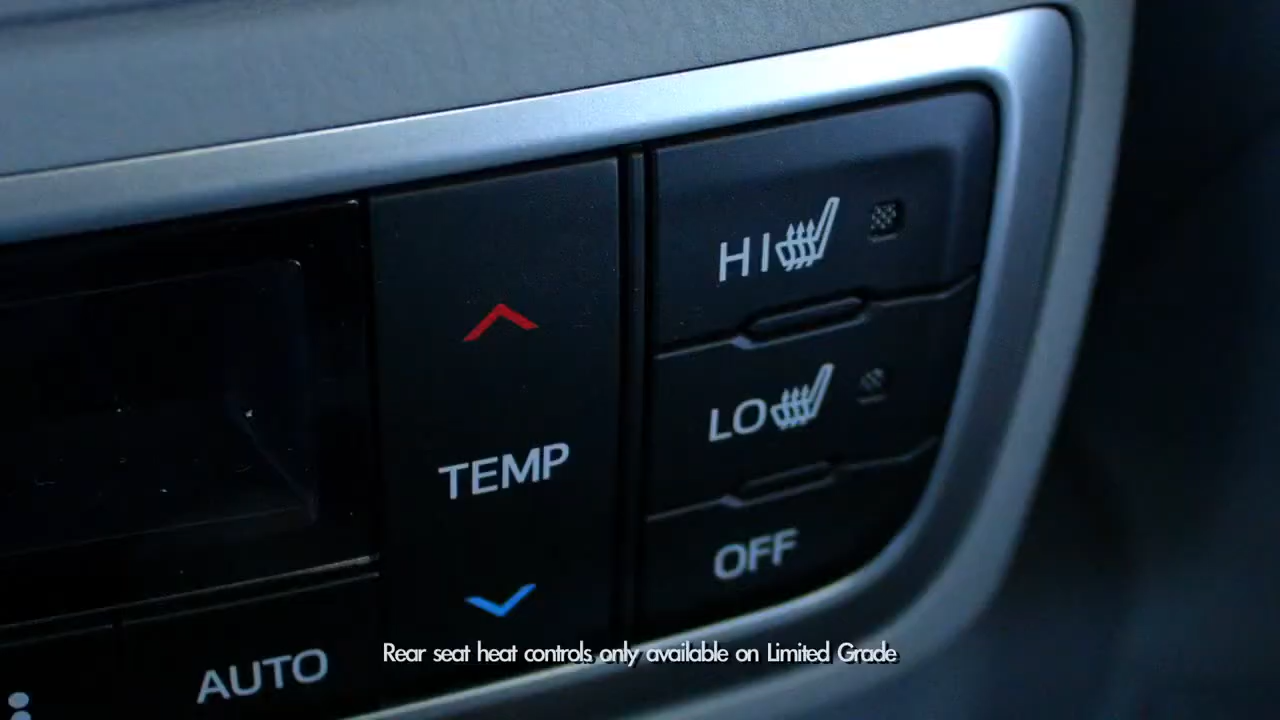 HI
LO
TEMP
OFF
AUTO
Rear seat heat controls only available on Limited Grade